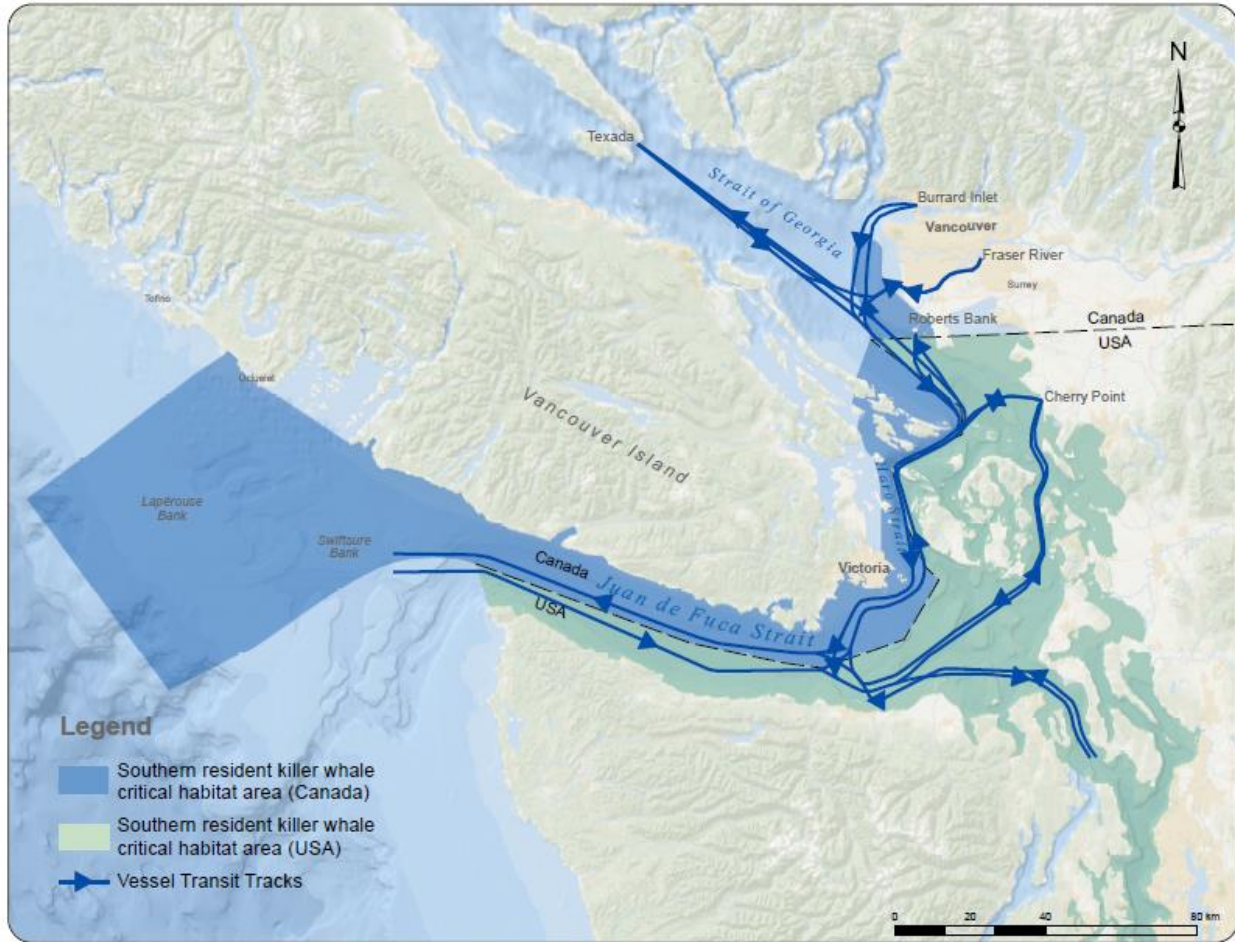 N
Texada
Strait of Georgia
Burrard Inlet
Vancouver
Fraser River
Surrey
Tofino
Roberts Bank
Canada
USA
Ucluelet
Cherry Point
Vancouver Island
Haro Strait
Lapérouse
Bank
Swiftsure
Bank
Canada
Victoria
Juan de Fuca Strait
USA
Legend
Southern resident killer whale
critical habitat area (Canada)
Southern resident killer whale
critical habitat area (USA)
Vessel Transit Tracks
0 20 40 80 km